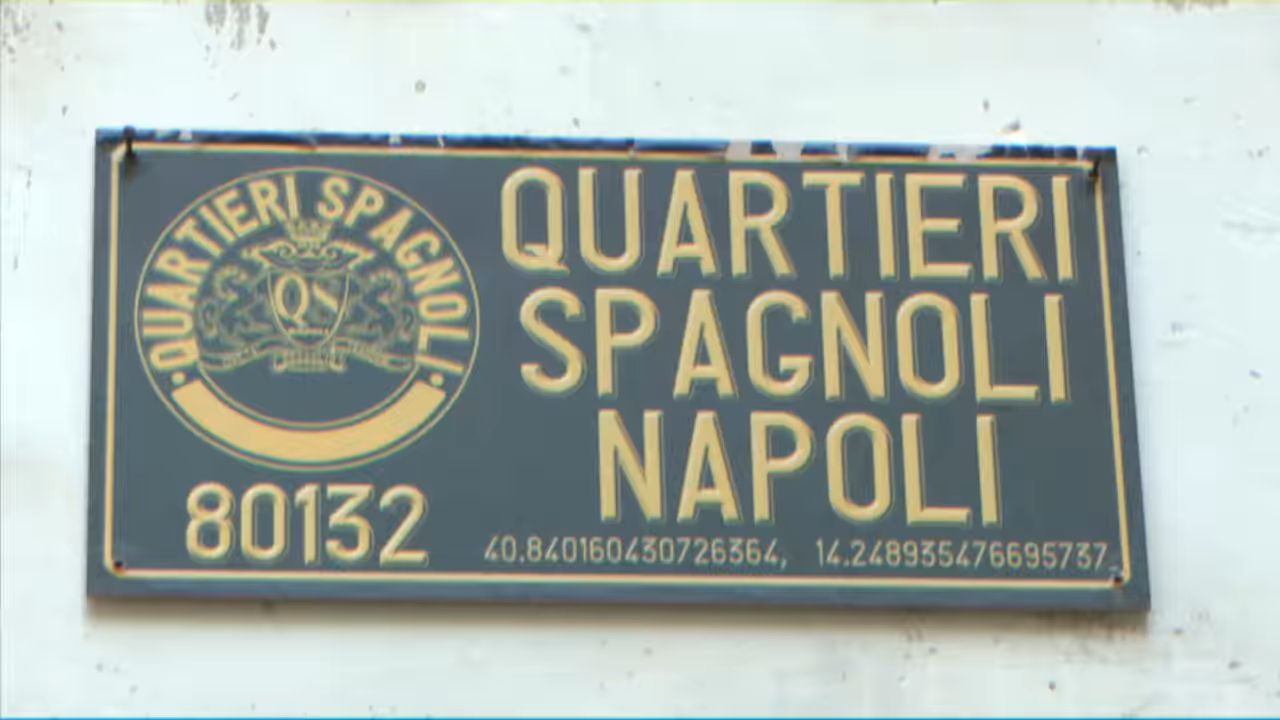 QUARTIERI SPAGNOLI
QS
80132
QUARTIERI
SPAGNOLI
NAPOLI
40.840160430726364, 14.248935476695737